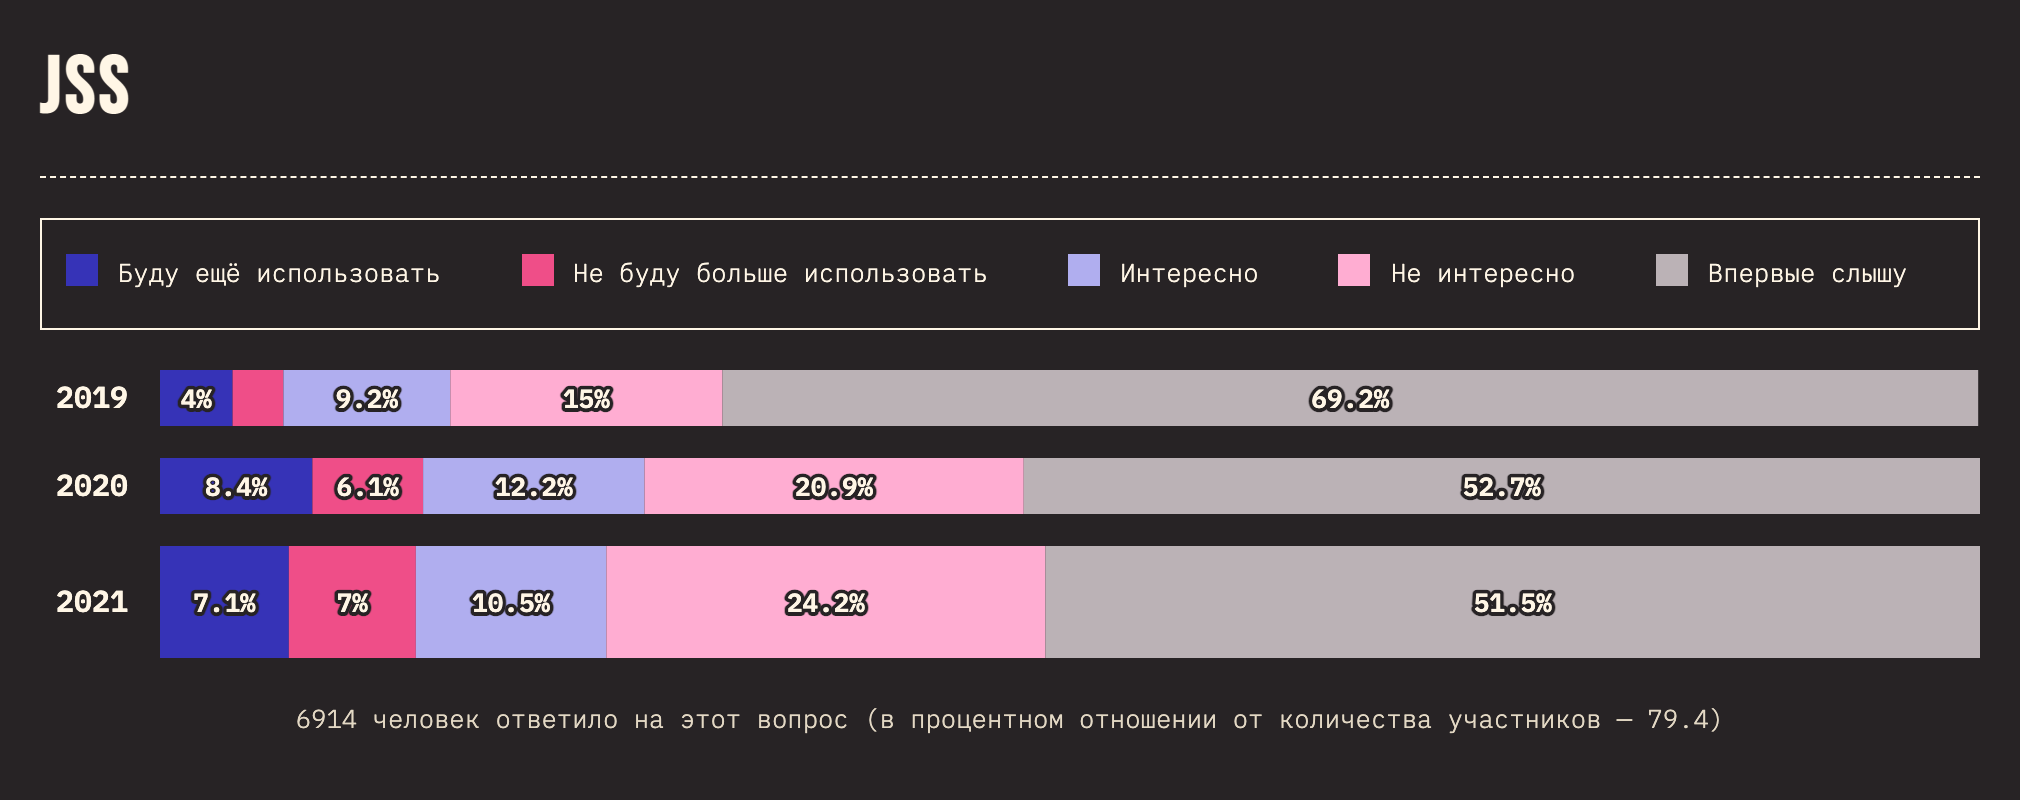 JSS
Буду ещё использовать Не буду больше использовать Интересно Не интересно Впервые слышу
2019 4% 9.2% 15% 69.2%
2020 8.4% 6.1% 12.2% 20.9% 52.7%
2021 7.1% 7% 10.5% 24.2% 51.5%
6914 человек ответило на этот вопрос (в процентном отношении от количества участников — 79.4)